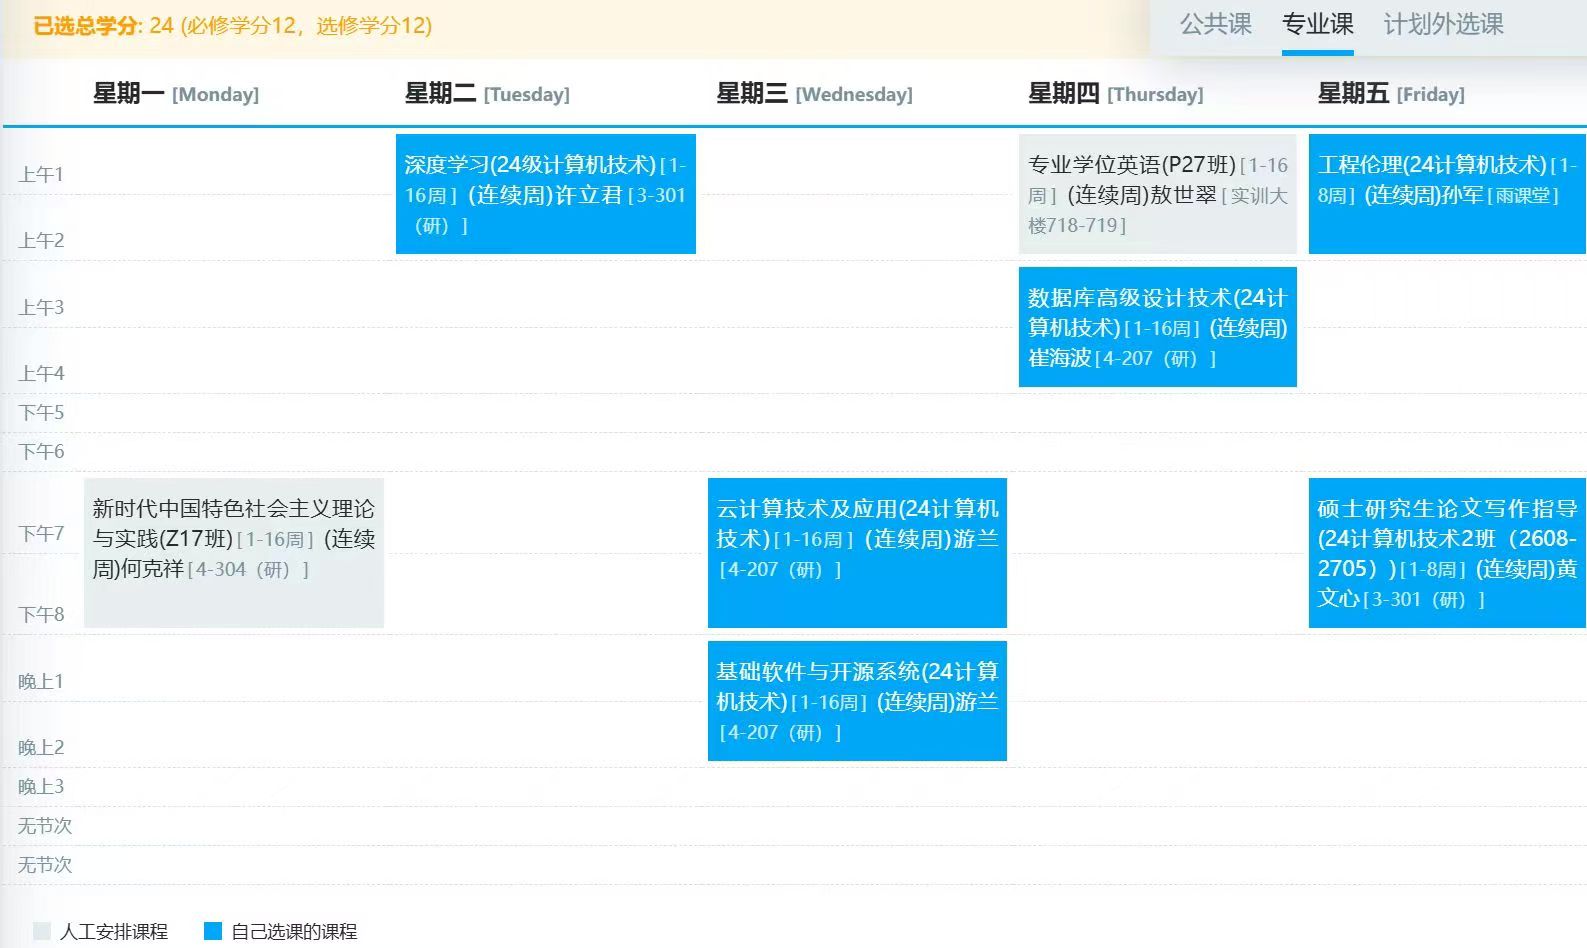 已选总学分: 24 (必修学分12，选修学分12)
公共课 专业课 计划外选课
星期一 [Monday] 星期二 [Tuesday] 星期三 [Wednesday] 星期四 [Thursday] 星期五 [Friday]
上午1
上午2
深度学习(24级计算机技术)[1-
16周] (连续周)许立君[3-301
（研）]
专业学位英语(P27班)[1-16
周] (连续周)敖世翠[实训大
楼718-719]
工程伦理(24计算机技术)[1-
8周] (连续周)孙军[雨课堂]
上午3
上午4
数据库高级设计技术(24计
算机技术)[1-16周] (连续周)
崔海波[4-207（研）]
下午5
下午6
下午7
下午8
新时代中国特色社会主义理论
与实践(Z17班)[1-16周] (连续
周)何克祥[4-304（研）]
云计算技术及应用(24计算机
技术)[1-16周] (连续周)游兰
[4-207（研）]
硕士研究生论文写作指导
(24计算机技术2班（2608-
2705）)[1-8周] (连续周)黄
文心[3-301（研）]
晚上1
晚上2
基础软件与开源系统(24计算
机技术)[1-16周] (连续周)游兰
[4-207（研）]
晚上3
无节次
无节次
人工安排课程 自己选课的课程